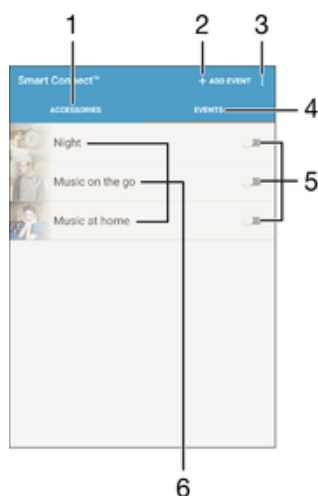 1 2 3
Smart Connect™ + ADD EVENT
ACCESSORIES EVENTS 4
Night
Music on the go 5
Music at home
6